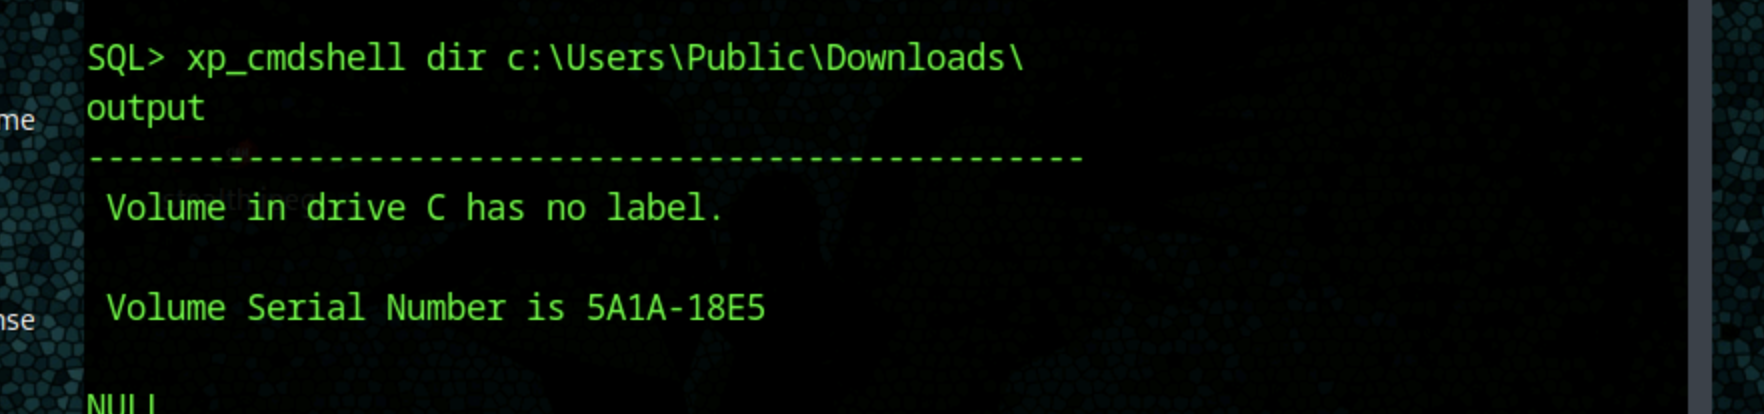 SQL> xp_cmdshell dir c:\Users\Public\Downloads\
output
me
--------------------------------------------------
Volume in drive C has no label.
Volume Serial Number is 5A1A-18E5
nse
NULL